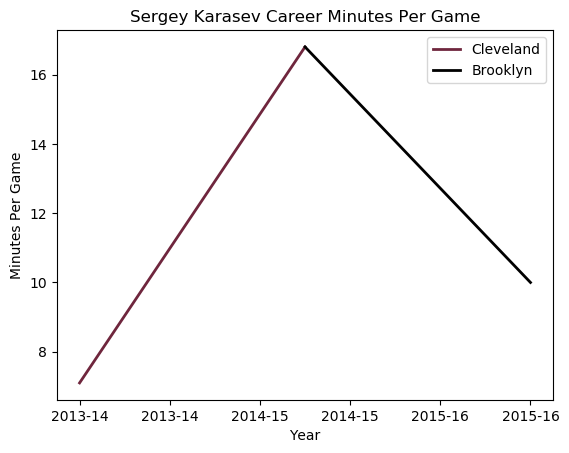 Sergey Karasev Career Minutes Per Game
Cleveland
Brooklyn
16
14
12
10
8
Minutes Per Game
2013-14 2013-14 2014-15 2014-15 2015-16 2015-16
Year